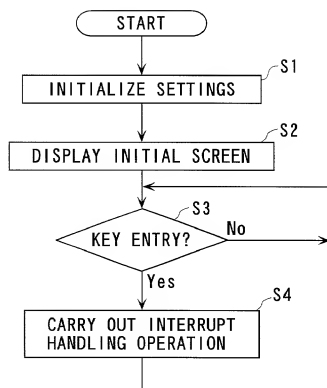 START
S1
INITIALIZE SETTINGS
S2
DISPLAY INITIAL SCREEN
S3
KEY ENTRY?
No
Yes
S4
CARRY OUT INTERRUPT
HANDLING OPERATION